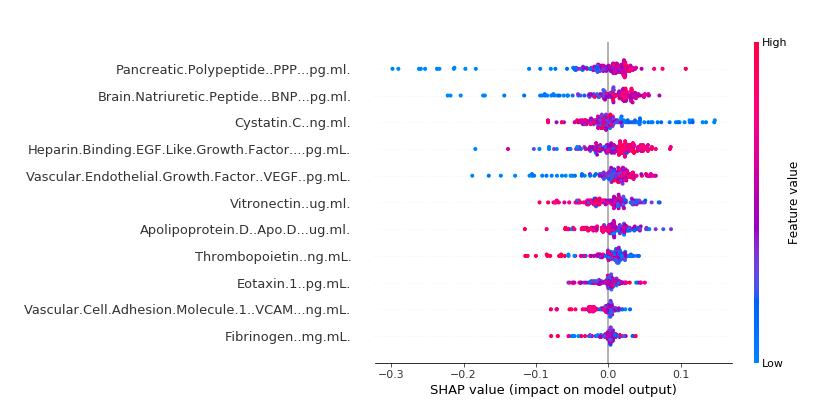 High
Pancreatic.Polypeptide..PPP...pg.ml.
Brain.Natriuretic.Peptide...BNP...pg.ml.
Cystatin.C..ng.ml.
Heparin.Binding.EGF.Like.Growth.Factor....pg.mL.
Vascular.Endothelial.Growth.Factor..VEGF..pg.mL.
Vitronectin..ug.ml.
Apolipoprotein.D..Apo.D...ug.ml.
Thrombopoietin..ng.mL.
Eotaxin.1..pg.mL.
Vascular.Cell.Adhesion.Molecule.1..VCAM...ng.mL.
Fibrinogen..mg.mL.
Feature value
Low
−0.3 −0.2 −0.1 0.0 0.1
SHAP value (impact on model output)